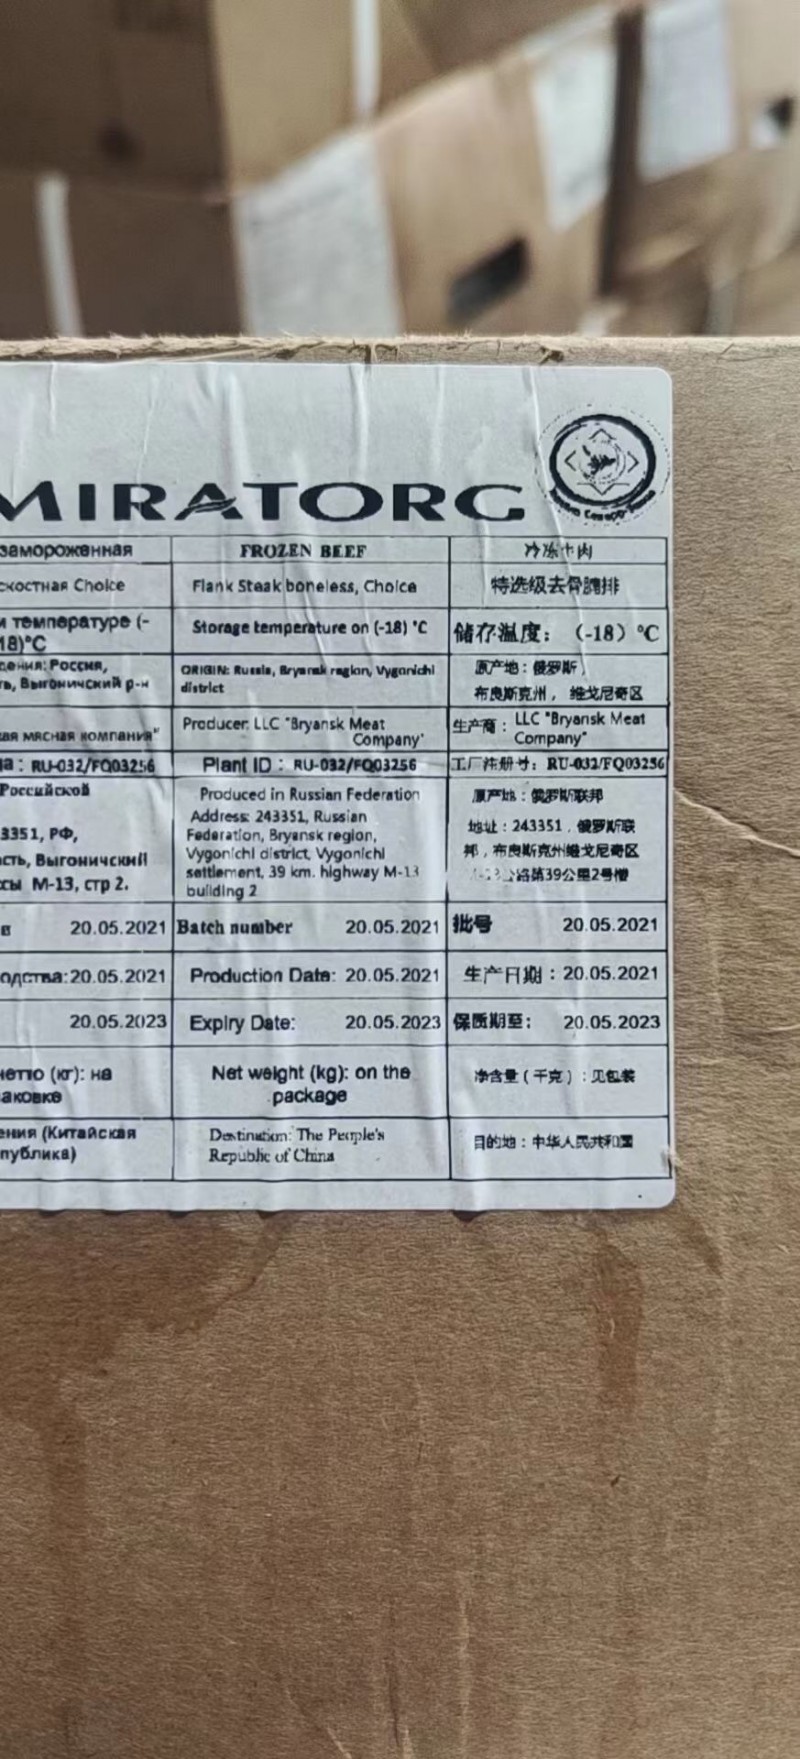 MIRATORG
замороженная
FROZEN BEEF
冷冻牛肉
скостная Choice
Flank Steak boneless, Choice
特选级去骨腩排
и температуре (-
18)°C
Storage temperature on (-18) °C
储存温度：（-18）℃
дения: Россия,
ть, Выгоничский р-н
ORIGIN: Russia, Bryansk region, Vygonichi
district
原产地：俄罗斯，
布良斯克州， 维戈尼奇区
ая мясная компания"
Producer: LLC "Bryansk Meat
Company'
生产商： LLC "Bryansk Meat
Company"
а : RU-032/FQ03256
Plant ID : RU-032/FQ03256
工厂注册号：RU-032/FQ03256
Российской
3351, РФ,
сть, Выгоничский
сы М-13, стр 2.
Produced in Russian Federation
Address: 243351, Russian
Federation, Bryansk region,
Vygonichi district, Vygonichi
settlement, 39 km. highway M-13
building 2
原产地：俄罗斯联邦
地址：243351，俄罗斯联
邦，布良斯克州维戈尼奇区
公路第39公里2号楼
в 20.05.2021
Batch number 20.05.2021
批号 20.05.2021
одства: 20.05.2021
Production Date: 20.05.2021
生产日期：20.05.2021
20.05.2023
Expiry Date: 20.05.2023
保质期至： 20.05.2023
нетто (кг): на
аковке
Net weight (kg): on the
package
净含量（千克）：见包装
ения (Китайская
публика)
Destination: The People's
Republic of China
目的地：中华人民共和国